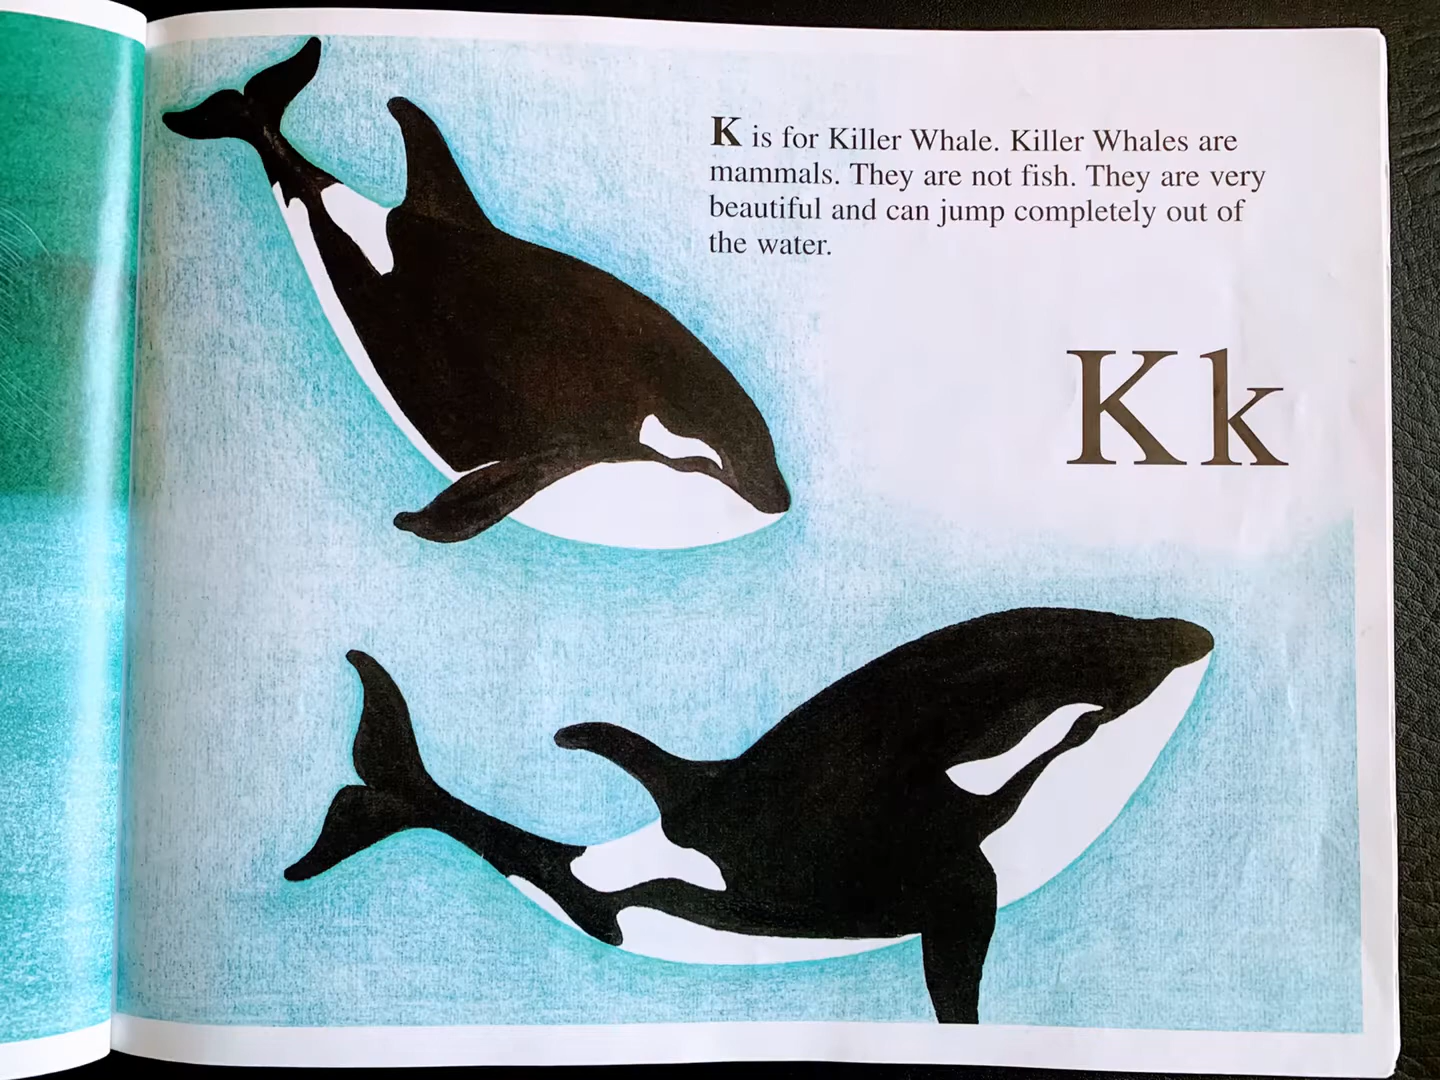 K is for Killer Whale. Killer Whales are
mammals. They are not fish. They are very
beautiful and can jump completely out of
the water.
K k